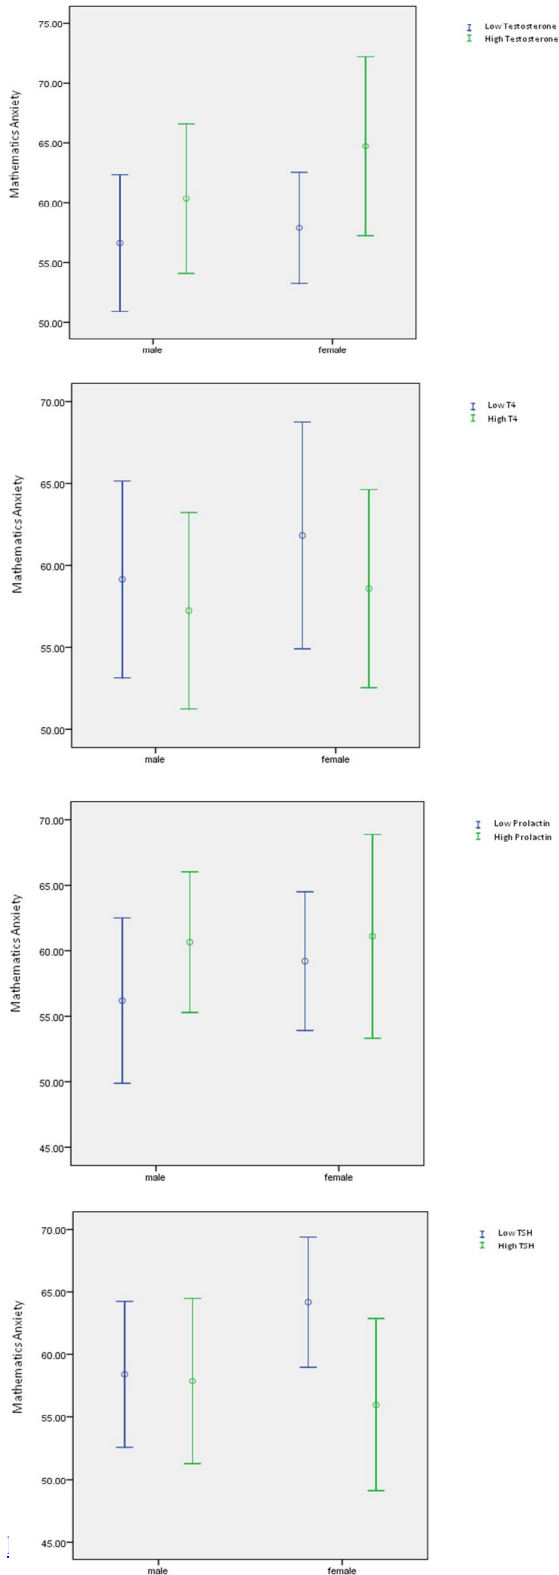 75.00
70.00
65.00
60.00
55.00
50.00
Mathematics Anxiety
male
female
Low Testosterone
High Testosterone
70.00
65.00
60.00
55.00
50.00
Mathematics Anxiety
male
female
Low T4
High T4
70.00
65.00
60.00
55.00
50.00
45.00
Mathematics Anxiety
male
female
Low Prolactin
High Prolactin
70.00
65.00
60.00
55.00
50.00
45.00
Mathematics Anxiety
male
female
Low TSH
High TSH